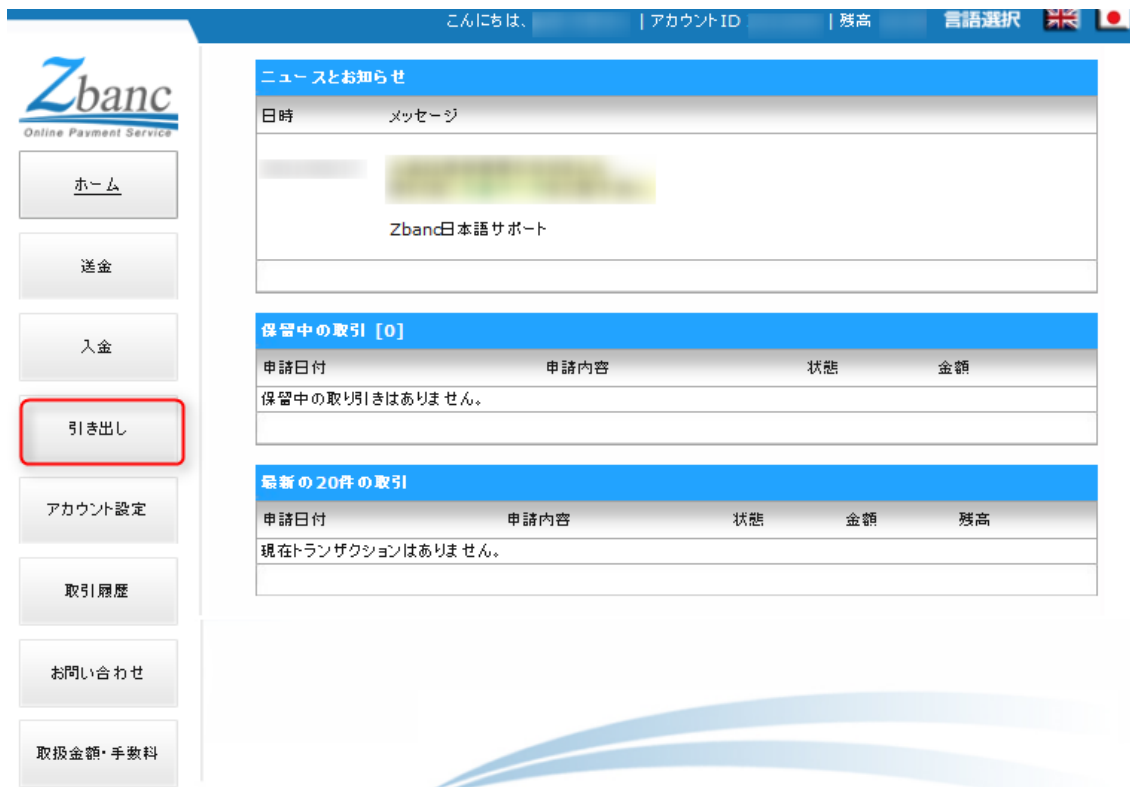 こんにちは、 | アカウントID | 残高 言語選択
Zbanc
Online Payment Service
ホーム
送金
入金
引き出し
アカウント設定
取引履歴
お問い合わせ
取扱金額・手数料
ニュースとお知らせ
日時 メッセージ
Zbanc日本語サポート
保留中の取引 [0]
申請日付 申請内容 状態 金額
保留中の取り引きはありません。
最新の20件の取引
申請日付 申請内容 状態 金額 残高
現在トランザクションはありません。